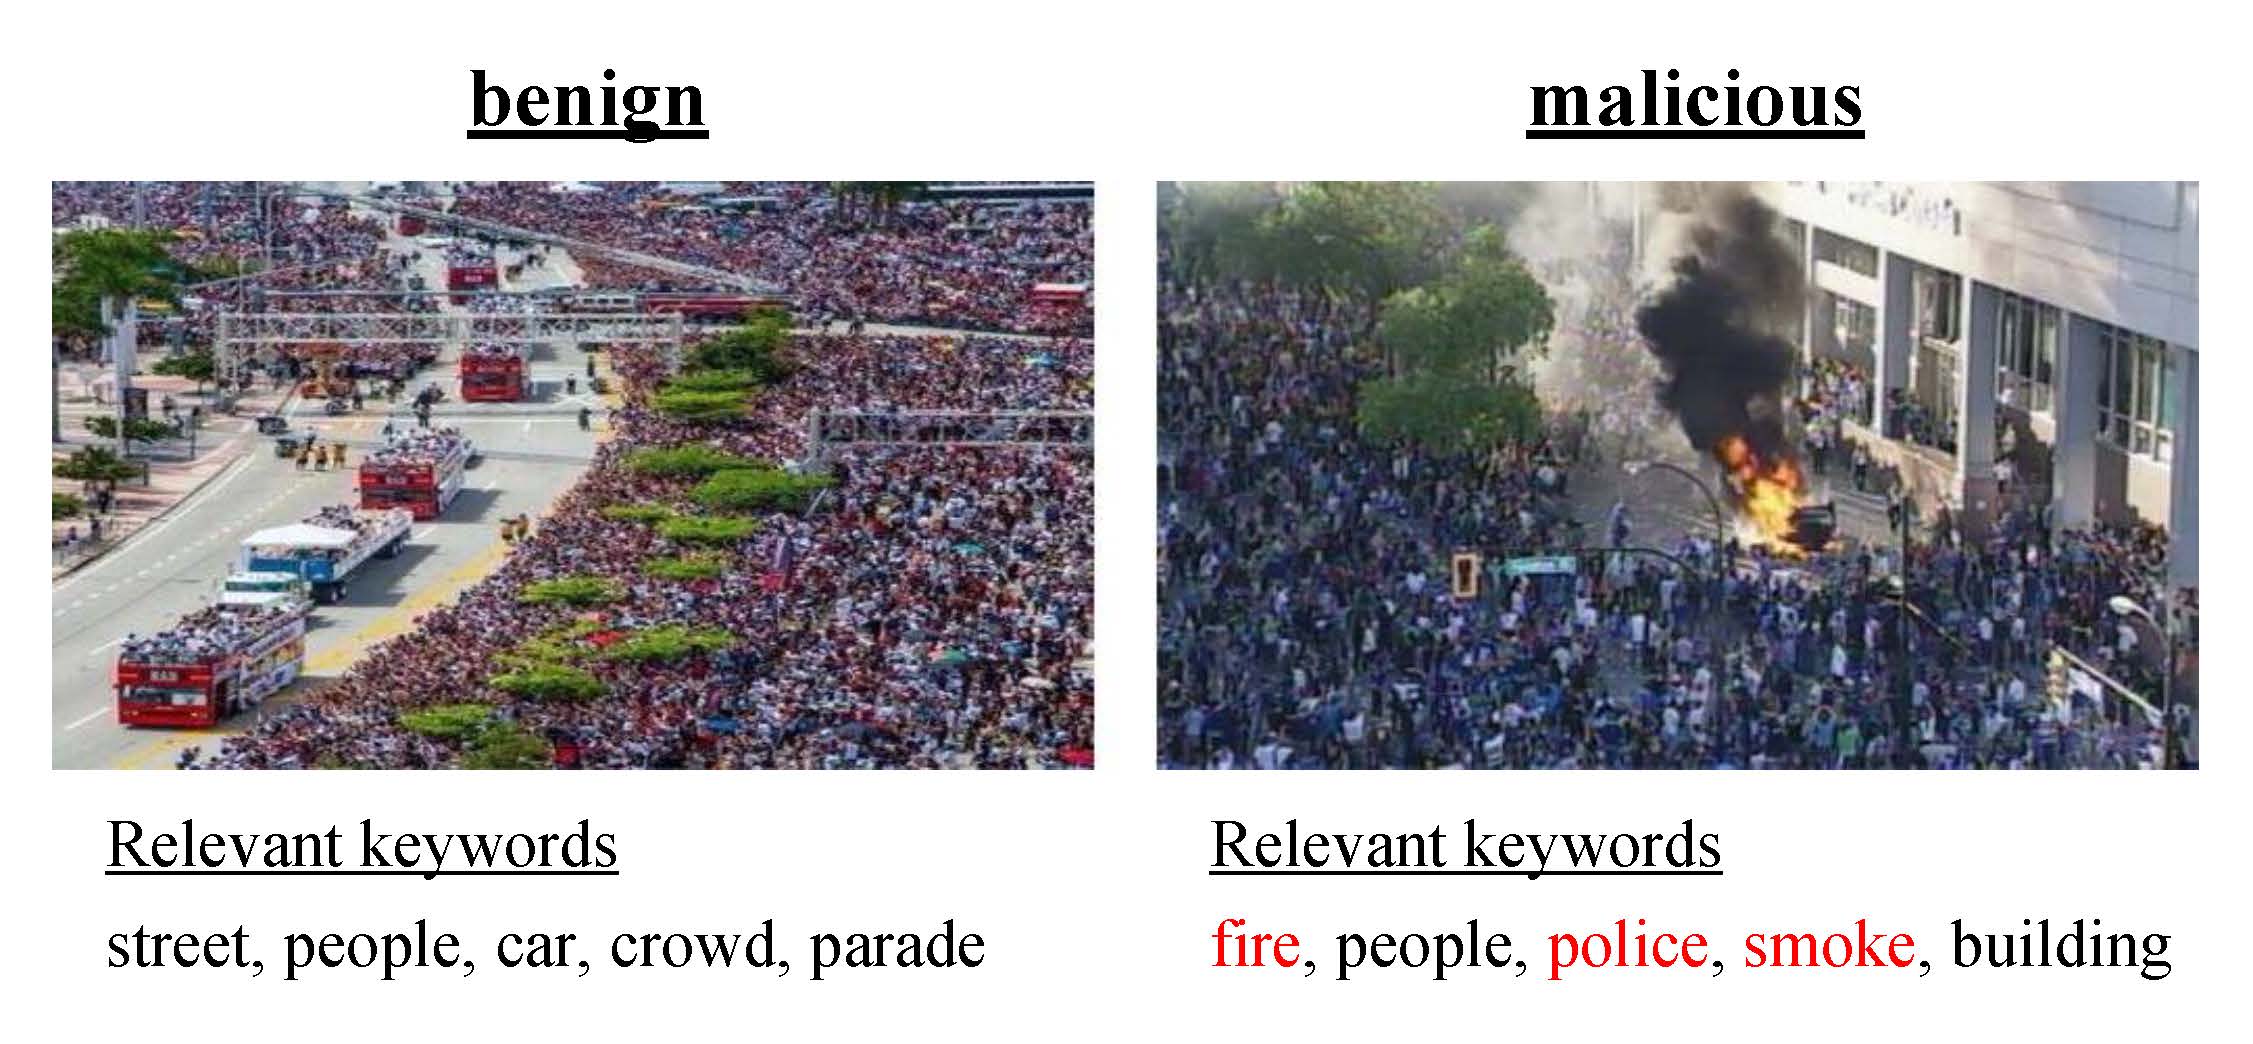 benign
malicious
Relevant keywords
street, people, car, crowd, parade
Relevant keywords
fire, people, police, smoke, building